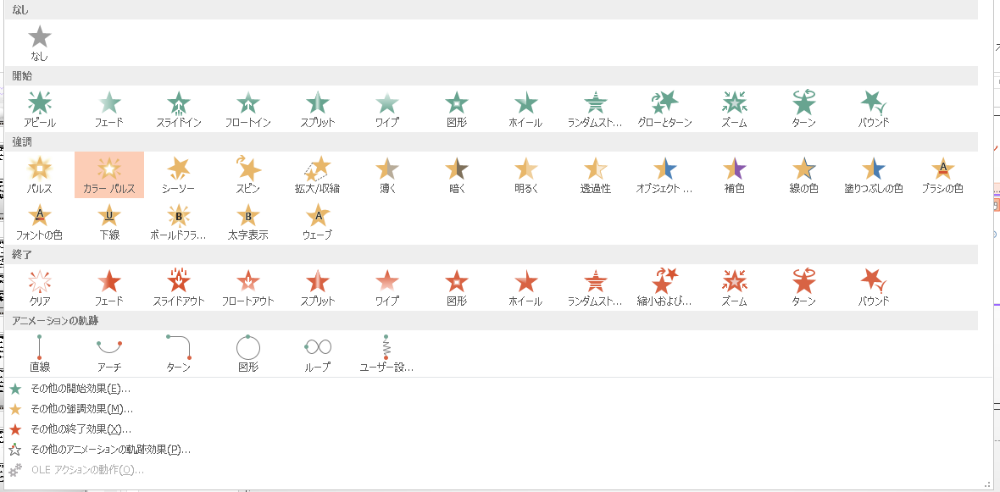 なし
なし
開始
アピール フェード スライドイン フロートイン スプリット ワイプ 図形 ホイール ランダムスト... グローとターン ズーム ターン バウンド
強調
パルス カラー パルス シーソー スピン 拡大/収縮 薄く 暗く 明るく 透過性 オブジェクト ... 補色 線の色 塗りつぶしの色 ブラシの色
フォントの色 下線 ボールドフラ... 太字表示 ウェーブ
終了
クリア フェード スライドアウト フロートアウト スプリット ワイプ 図形 ホイール ランダムスト... 縮小および... ズーム ターン バウンド
アニメーションの軌跡
直線 アーチ ターン 図形 ループ ユーザー設...
その他の開始効果(E)...
その他の強調効果(M)...
その他の終了効果(X)...
その他のアニメーションの軌跡効果(P)...
OLE アクションの動作(O)...